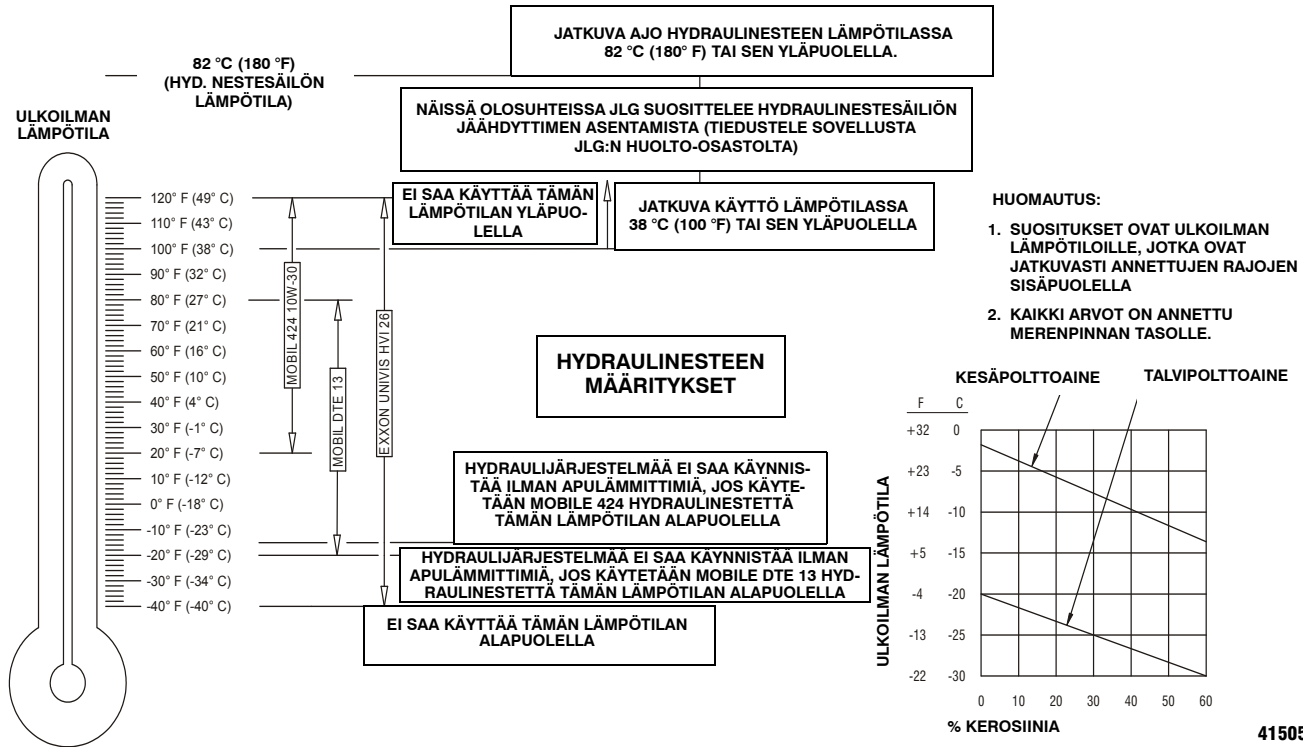 JATKUVA AJO HYDRAULINESTEEN LÄMPÖTILASSA
82 °C (180° F) TAI SEN YLÄPUOLELLA.
82 °C (180 °F)
(HYD. NESTESÄILÖN
LÄMPÖTILA)
NÄISSÄ OLOSUHTEISSA JLG SUOSITTELEE HYDRAULINESTESÄILIÖN
JÄÄHDYTTIMEN ASENTAMISTA (TIEDUSTELE SOVELLUSTA
JLG:N HUOLTO-OSASTOLTA)
ULKOILMAN
LÄMPÖTILA
120° F (49° C)
110° F (43° C)
100° F (38° C)
90° F (32° C)
80° F (27° C)
70° F (21° C)
60° F (16° C)
50° F (10° C)
40° F (4° C)
30° F (-1° C)
20° F (-7° C)
10° F (-12° C)
0° F (-18° C)
-10° F (-23° C)
-20° F (-29° C)
-30° F (-34° C)
-40° F (-40° C)
MOBIL 424 10W-30
MOBIL DTE 13
EXXON UNIVIS HVI 26
EI SAA KÄYTTÄÄ TÄMÄN
LÄMPÖTILAN YLÄPUO-
LELLA
JATKUVA KÄYTTÖ LÄMPÖTILASSA
38 °C (100 °F) TAI SEN YLÄPUOLELLA
HYDRAULINESTEEN
MÄÄRITYKSET
HYDRAULIJÄRJESTELMÄÄ EI SAA KÄYNNIS-
TÄÄ ILMAN APULÄMMITTIMIÄ, JOS KÄYTE-
TÄÄN MOBILE 424 HYDRAULINESTETTÄ
TÄMÄN LÄMPÖTILAN ALAPUOLELLA
HYDRAULIJÄRJESTELMÄÄ EI SAA KÄYNNISTÄÄ ILMAN
APULÄMMITTIMIÄ, JOS KÄYTETÄÄN MOBILE DTE 13 HYD-
RAULINESTETTÄ TÄMÄN LÄMPÖTILAN ALAPUOLELLA
EI SAA KÄYTTÄÄ TÄMÄN LÄMPÖTILAN
ALAPUOLELLA
HUOMAUTUS:
1. SUOSITUKSET OVAT ULKOILMAN
LÄMPÖTILOILLE, JOTKA OVAT
JATKUVASTI ANNETTUJEN RAJOJEN
SISÄPUOLELLA
2. KAIKKI ARVOT ON ANNETTU
MERENPINNAN TASOLLE.
KESÄPOLTTOAINE TALVIPOLTTOAINE
F C
+32 0
+23 -5
+14 -10
+5 -15
-4 -20
-13 -25
-22 -30
ULKOILMAN LÄMPÖTILA
0 10 20 30 40 50 60
% KEROSIINIA
41505